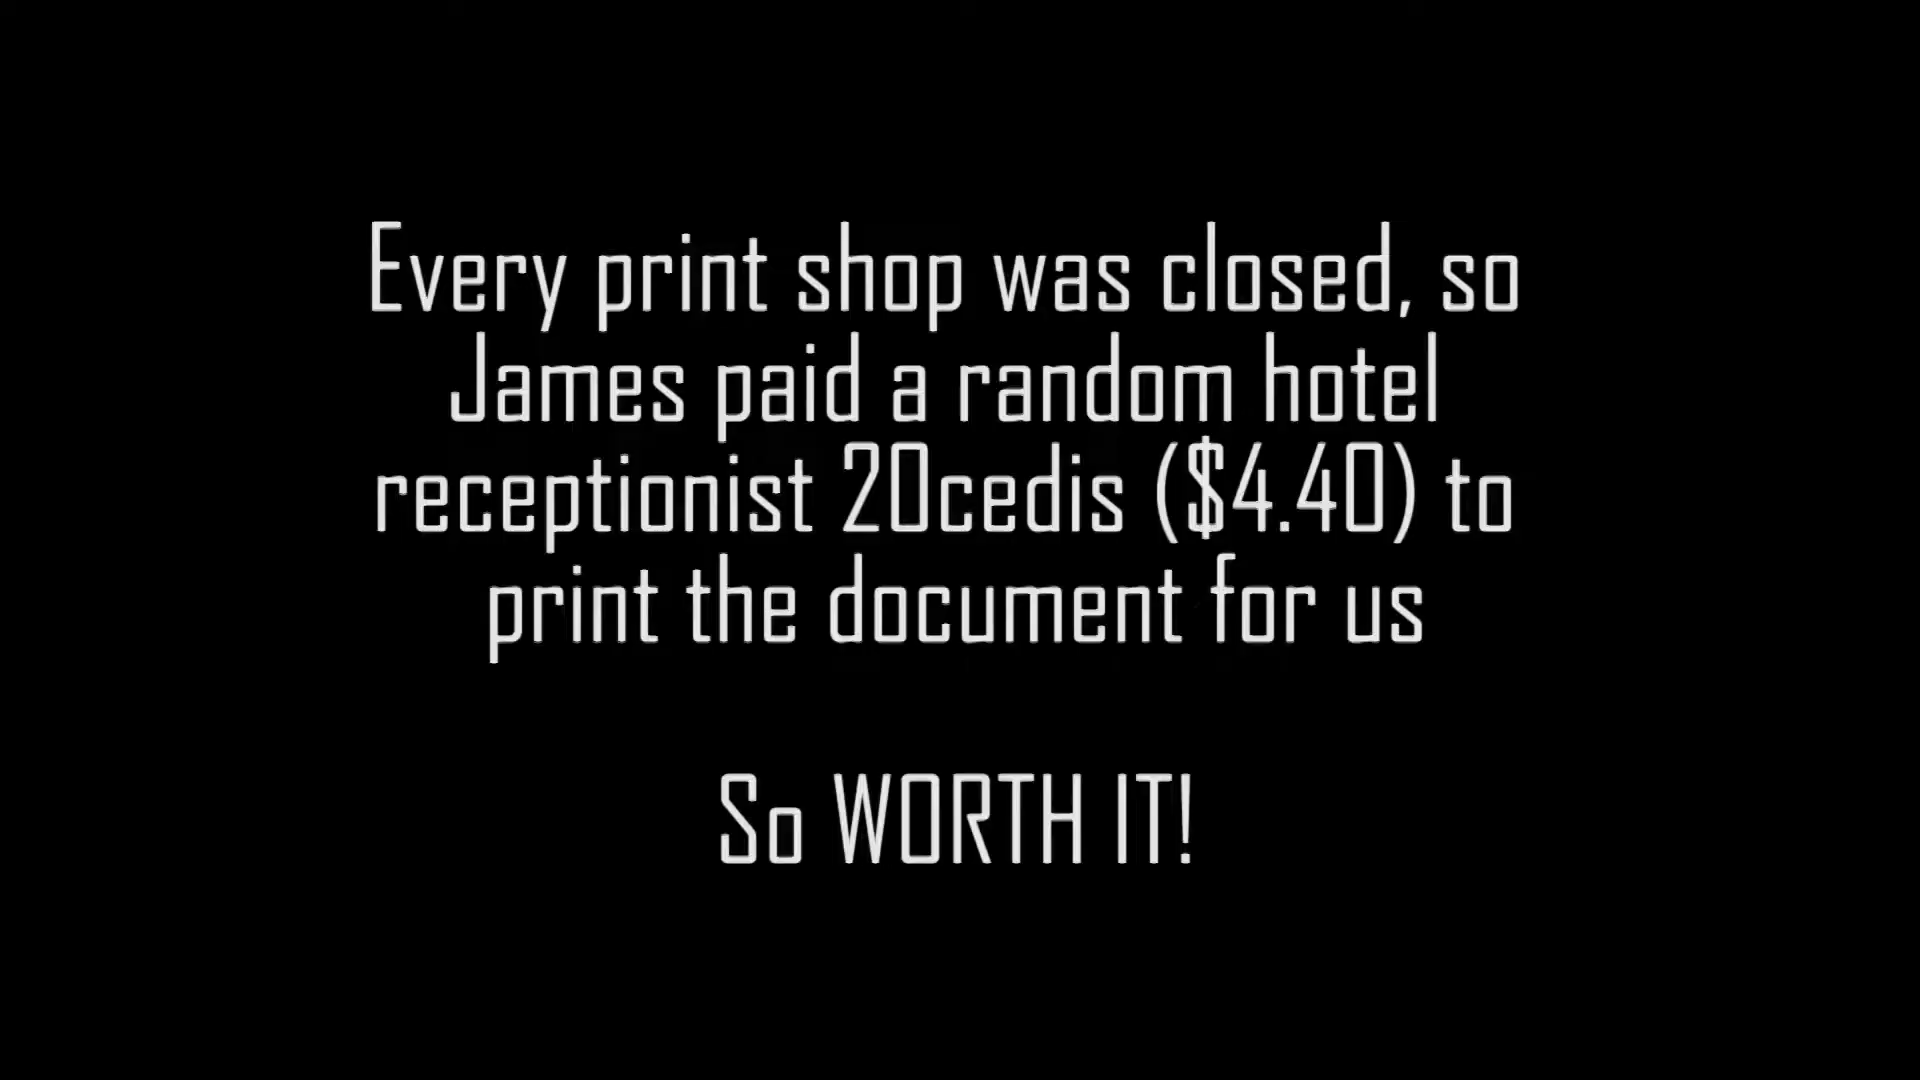 Every print shop was closed, so
James paid a random hotel
receptionist 20cedis ($4.40) to
print the document for us
So WORTH IT!